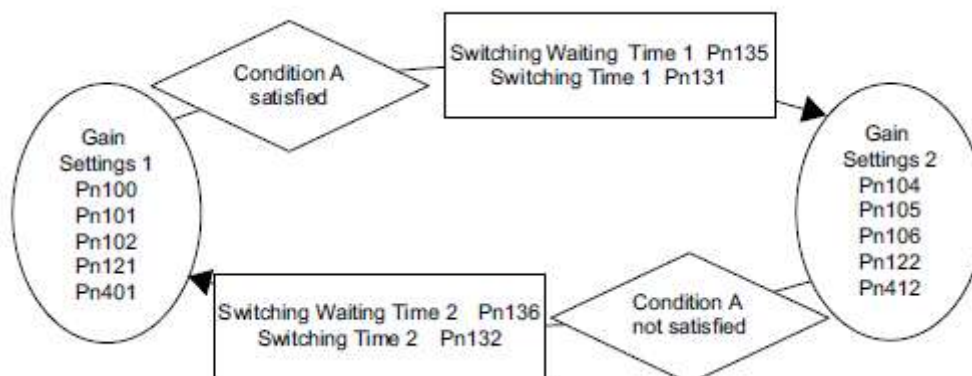 Condition A
satisfied
Switching Waiting Time 1 Pn135
Switching Time 1 Pn131
Gain
Settings 1
Pn100
Pn101
Pn102
Pn121
Pn401
Gain
Settings 2
Pn104
Pn105
Pn106
Pn122
Pn412
Switching Waiting Time 2 Pn136
Switching Time 2 Pn132
Condition A
not satisfied